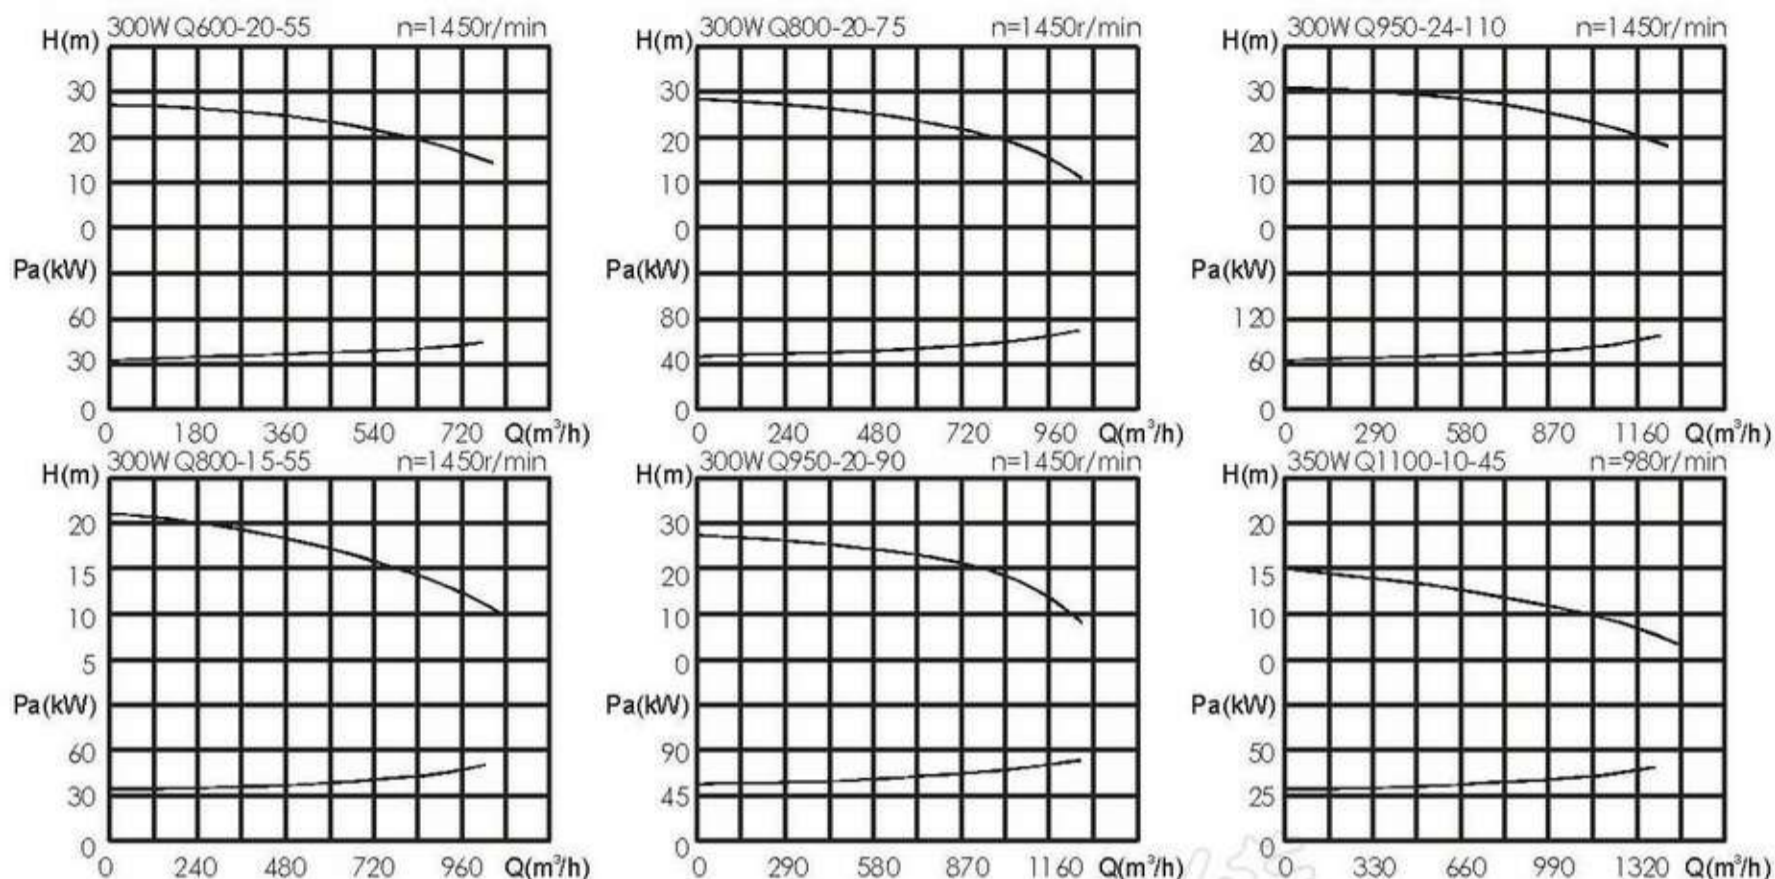 300WQ600-20-55 n=1450r/min
H(m)
30
20
10
0
Pa(kW)
60
30
0
0 180 360 540 720 Q(m³/h)
300WQ800-20-75 n=1450r/min
H(m)
30
20
10
0
Pa(kW)
80
40
0
0 240 480 720 960 Q(m³/h)
300WQ950-24-110 n=1450r/min
H(m)
30
20
10
0
Pa(kW)
120
60
0
0 290 580 870 1160 Q(m³/h)
300WQ800-15-55 n=1450r/min
H(m)
20
15
10
5
Pa(kW)
60
30
0
0 240 480 720 960 Q(m³/h)
300WQ950-20-90 n=1450r/min
H(m)
30
20
10
0
Pa(kW)
90
45
0
0 290 580 870 1160 Q(m³/h)
350WQ1100-10-45 n=980r/min
H(m)
20
15
10
0
Pa(kW)
50
25
0
0 330 660 990 1320 Q(m³/h)